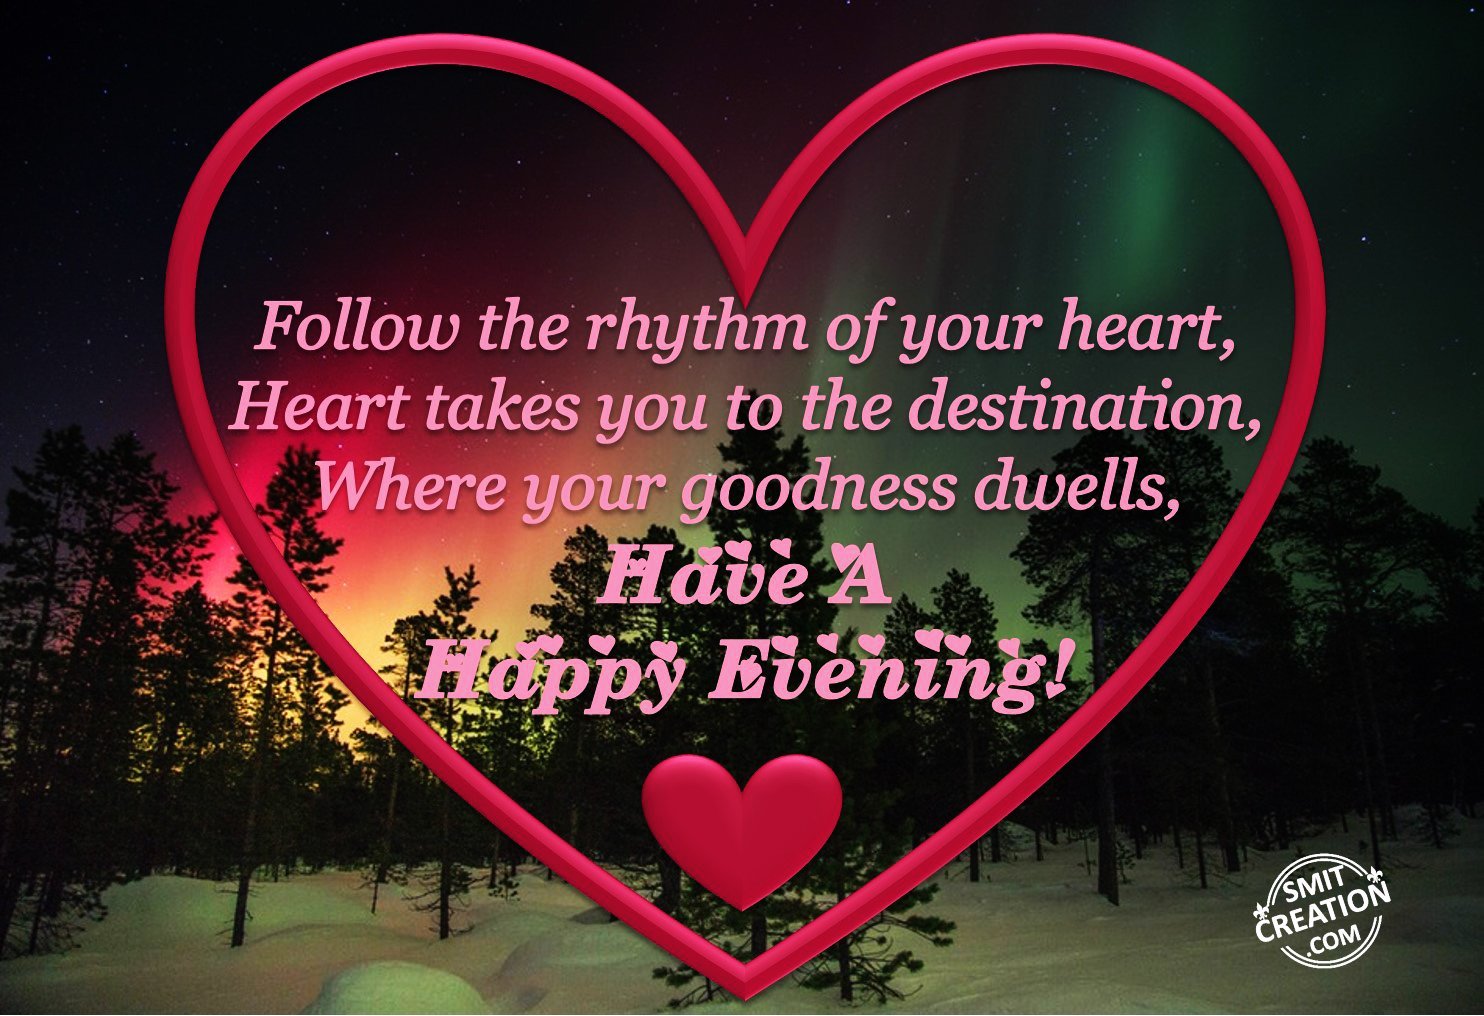 Follow the rhythm of your heart,
Heart takes you to the destination,
Where your goodness dwells,
Have A
Happy Evening!
SMIT
CREATION
.COM